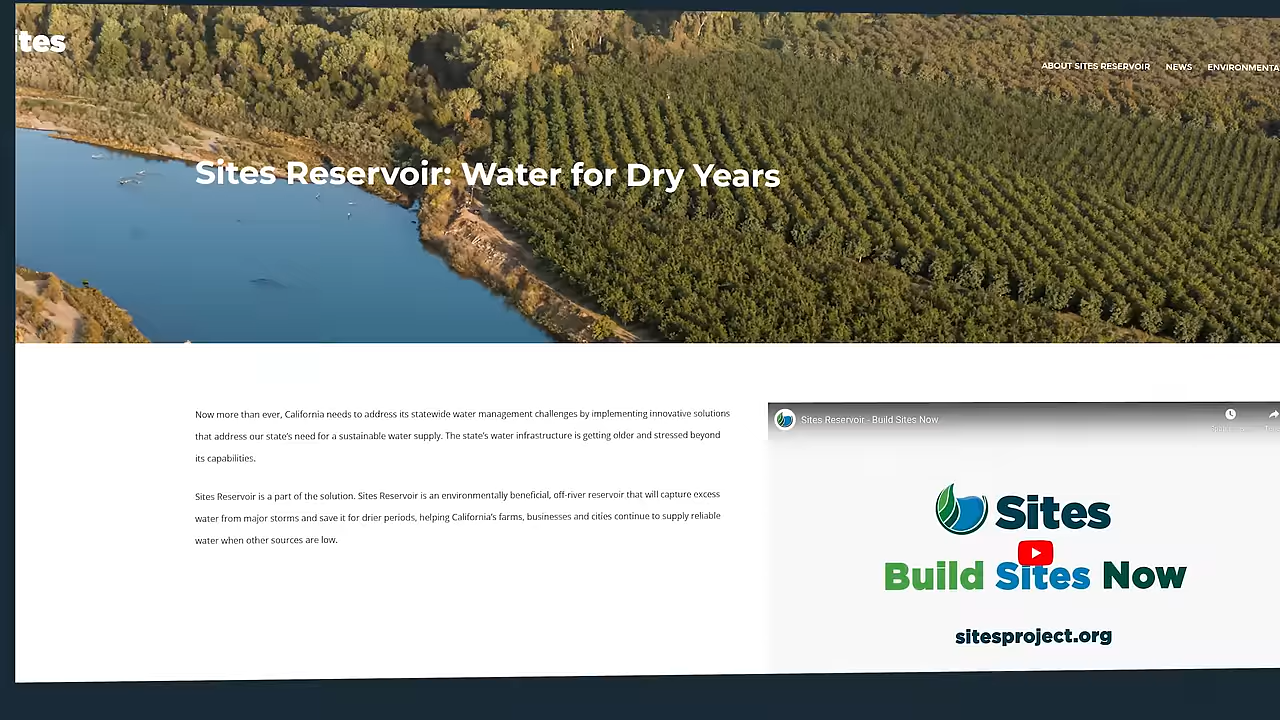 tes
ABOUT SITES RESERVOIR NEWS ENVIRONMENTA
Sites Reservoir: Water for Dry Years
Now more than ever, California needs to address its statewide water management challenges by implementing innovative solutions
that address our state's need for a sustainable water supply. The state's water infrastructure is getting older and stressed beyond
its capabilities.
Sites Reservoir is a part of the solution. Sites Reservoir is an environmentally beneficial, off-river reservoir that will capture excess
water from major storms and save it for drier periods, helping California's farms, businesses and cities continue to supply reliable
water when other sources are low.
Sites Reservoir - Build Sites Now
Sites
Build Sites Now
sitesproject.org